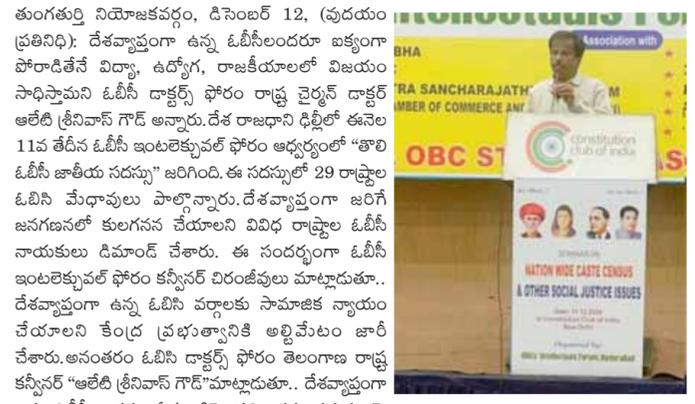 తుంగతుర్తి నియోజకవర్గం, డిసెంబర్ 12, (వుదయం
ప్రతినిధి): దేశవ్యాప్తంగా ఉన్న ఓబీసీలందరూ ఐక్యంగా
పోరాడితేనే విద్యా, ఉద్యోగ, రాజకీయాలలో విజయం
సాధిస్తామని ఓబీసీ డాక్టర్స్ ఫోరం రాష్ట్ర చైర్మన్ డాక్టర్
ఆలేటి శ్రీనివాస్ గౌడ్ అన్నారు.దేశ రాజధాని ఢిల్లీలో ఈనెల
11వ తేదీన ఓబీసీ ఇంటలెక్చువల్ ఫోరం ఆధ్వర్యంలో "తొలి
ఓబీసీ జాతీయ సదస్సు" జరిగింది.ఈ సదస్సులో 29 రాష్ట్రాల
ఓబిసి మేధావులు పాల్గొన్నారు.దేశవ్యాప్తంగా జరిగే
జనగణనలో కులగనన చేయాలని వివిధ రాష్ట్రాల ఓబీసీ
నాయకులు డిమాండ్ చేశారు. ఈ సందర్భంగా ఓబీసీ
ఇంటలెక్చువల్ ఫోరం కన్వీనర్ చిరంజీవులు మాట్లాడుతూ..
దేశవ్యాప్తంగా ఉన్న ఓబిసి వర్గాలకు సామాజిక న్యాయం
చేయాలని కేంద్ర ప్రభుత్వానికి అల్టిమేటం జారీ
చేశారు.అనంతరం ఓబిసి డాక్టర్స్ ఫోరం తెలంగాణ రాష్ట్ర
కన్వీనర్ "ఆలేటి శ్రీనివాస్ గౌడ్"మాట్లాడుతూ.. దేశవ్యాప్తంగా
Association with
BHA
TRA SANCHARAJATH
MBER OF COMMERCE AND
OBC ST
constitution
club of india
SEMINAR ON
NATION WIDE CASTE CENSUS
& OTHER SOCIAL JUSTICE ISSUES
Constitution Club of India
New Delhi
Organised by:
Intellectuals Forum, Hyderabad